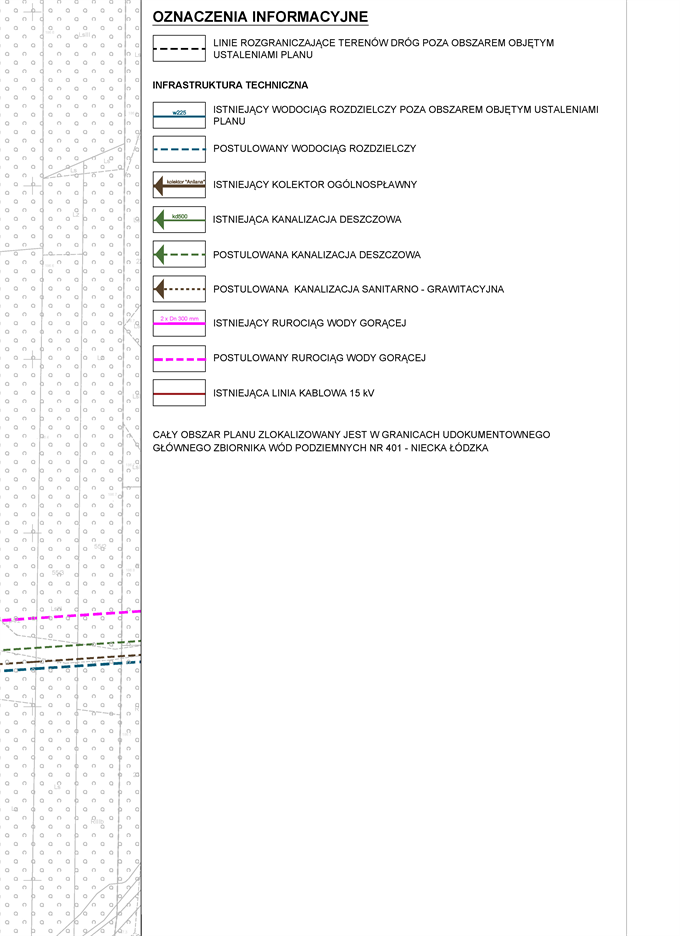 OZNACZENIA INFORMACYJNE
LINIE ROZGRANICZAJĄCE TERENÓW DRÓG POZA OBSZAREM OBJĘTYM
USTALENIAMI PLANU
INFRASTRUKTURA TECHNICZNA
w225
ISTNIEJĄCY WODOCIĄG ROZDZIELCZY POZA OBSZAREM OBJĘTYM USTALENIAMI
PLANU
POSTULOWANY WODOCIĄG ROZDZIELCZY
kolektor "Anilana"
ISTNIEJĄCY KOLEKTOR OGÓLNOSPŁAWNY
kd600
ISTNIEJĄCA KANALIZACJA DESZCZOWA
POSTULOWANA KANALIZACJA DESZCZOWA
POSTULOWANA KANALIZACJA SANITARNO - GRAWITACYJNA
2 x Dn 300 mm
ISTNIEJĄCY RUROCIĄG WODY GORĄCEJ
POSTULOWANY RUROCIĄG WODY GORĄCEJ
ISTNIEJĄCA LINIA KABLOWA 15 kV
CAŁY OBSZAR PLANU ZLOKALIZOWANY JEST W GRANICACH UDOKUMENTOWNEGO
GŁÓWNEGO ZBIORNIKA WÓD PODZIEMNYCH NR 401 - NIECKA ŁÓDZKA